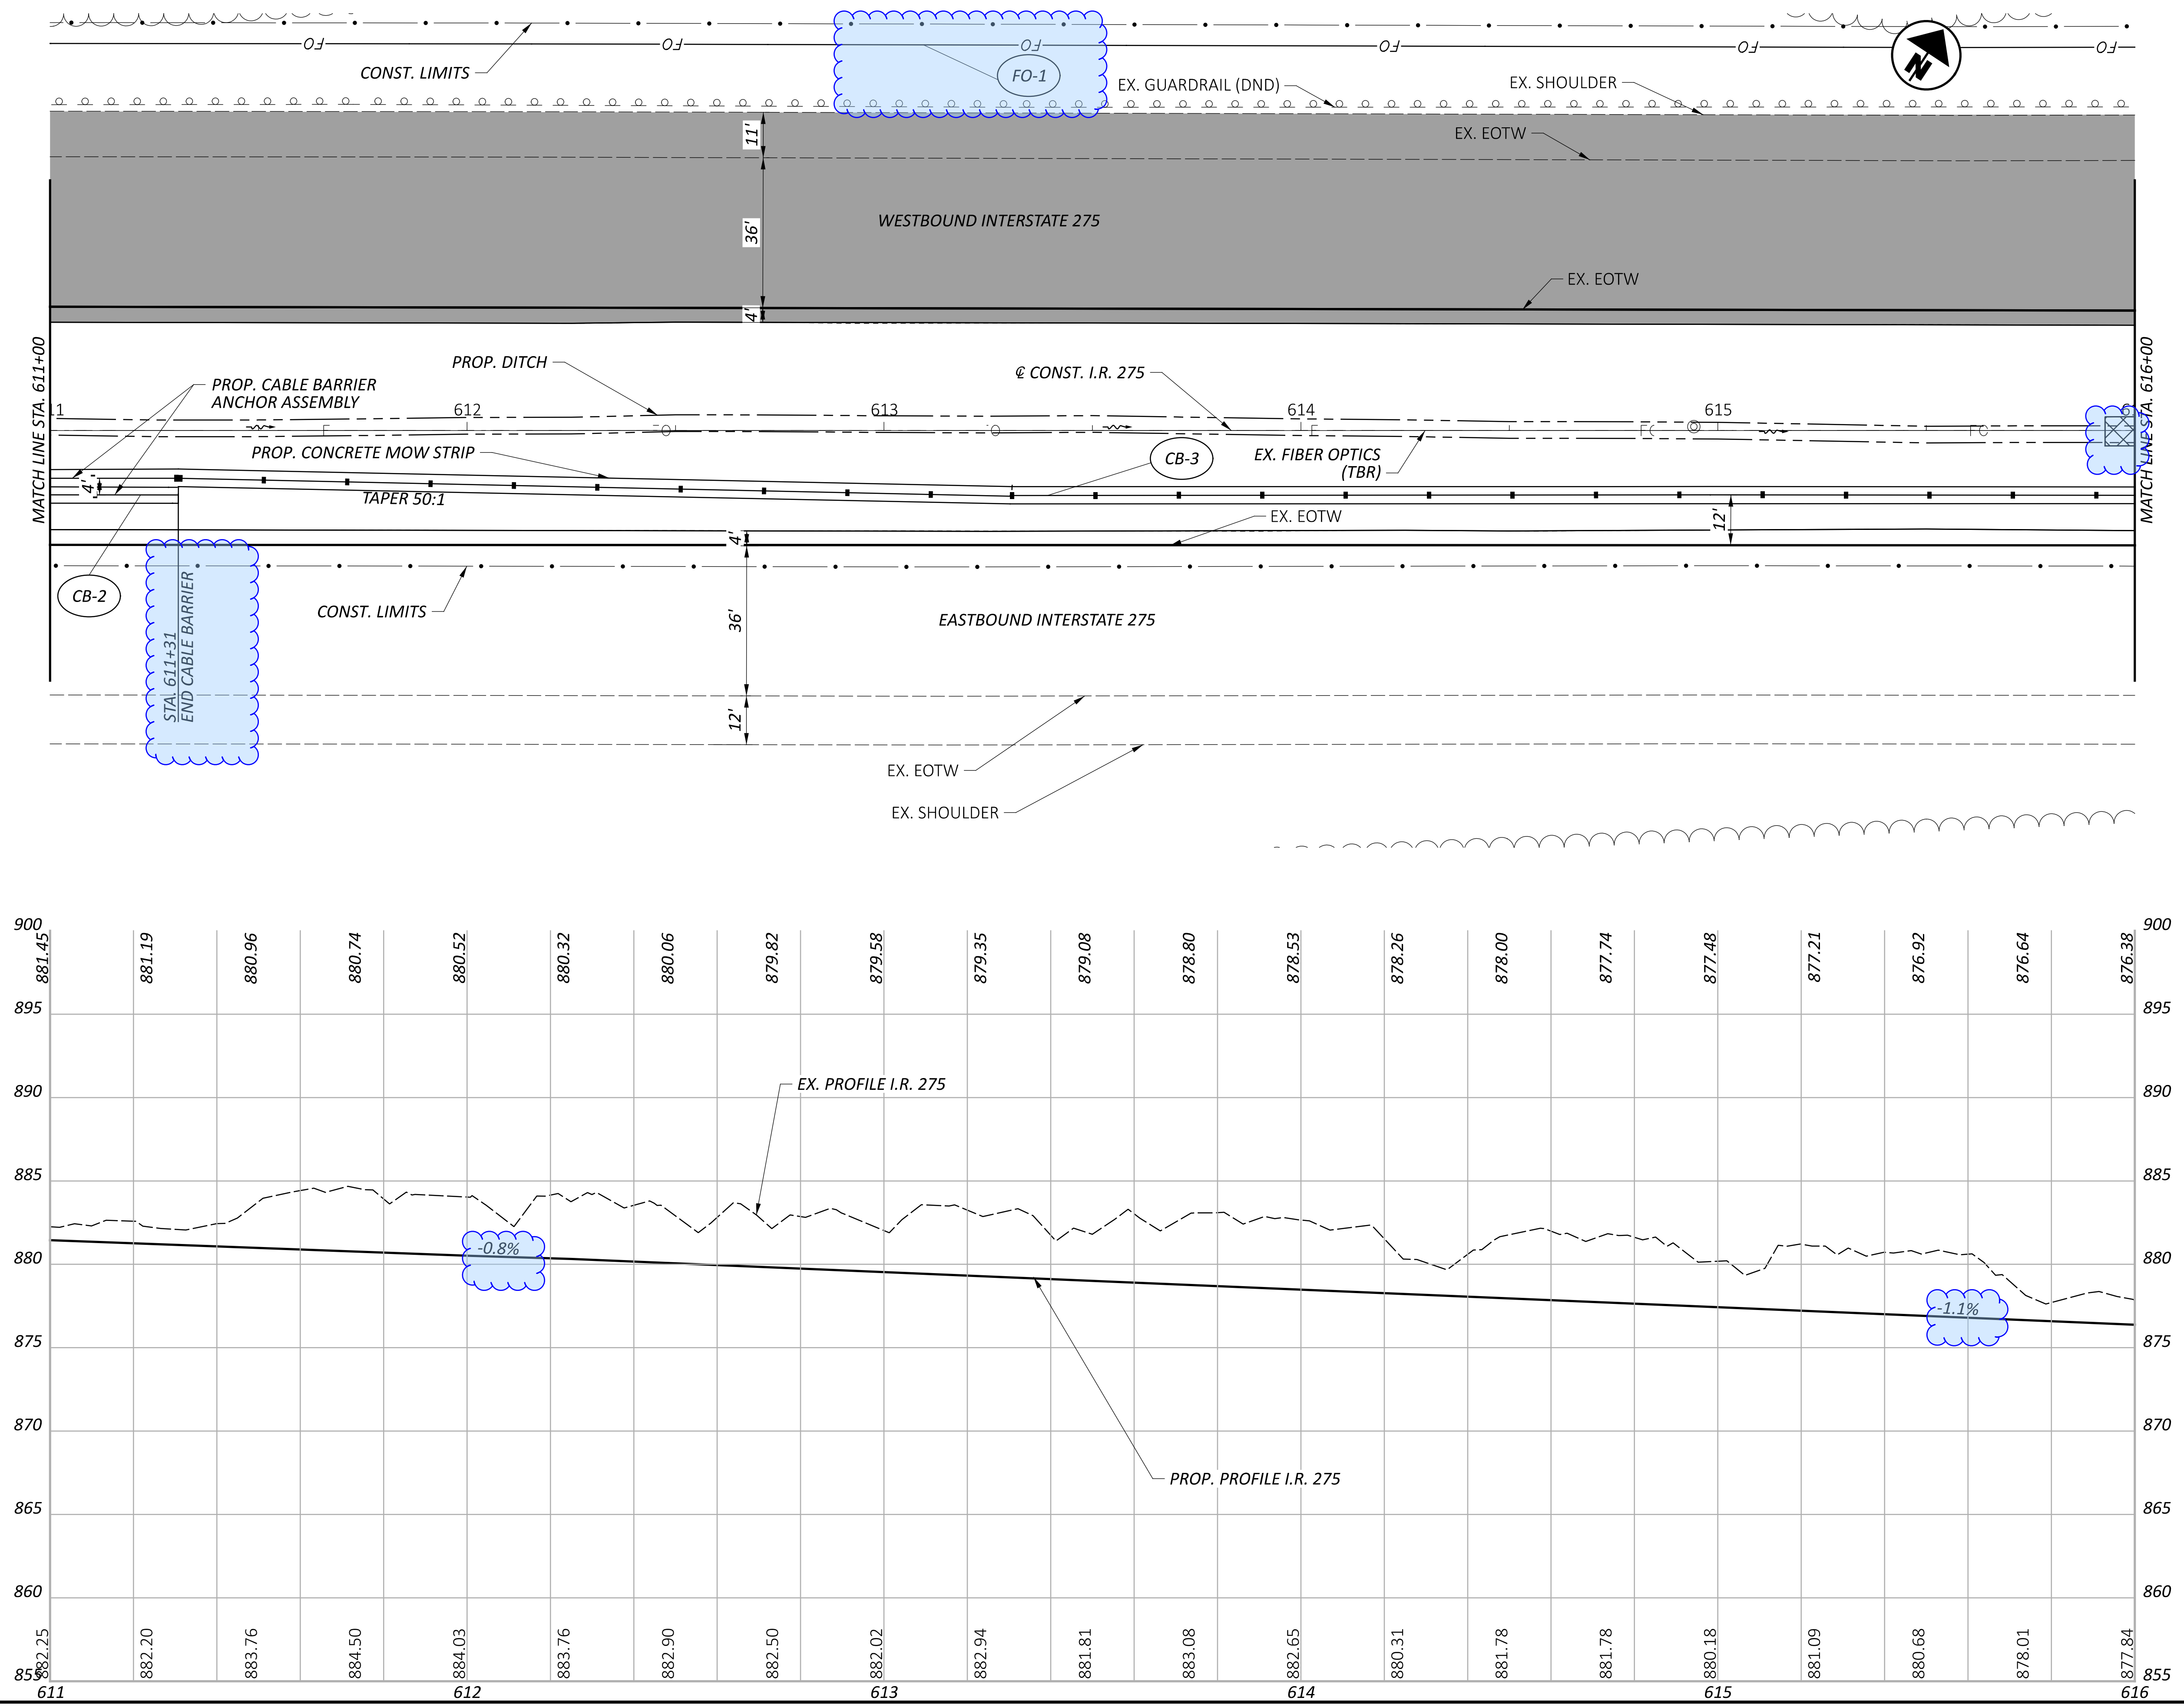 FO FO FO FO FO FO
CONST. LIMITS
FO-1
EX. GUARDRAIL (DND)
EX. SHOULDER
N
11'
EX. EOTW
36'
WESTBOUND INTERSTATE 275
EX. EOTW
4'
MATCH LINE STA. 611+00
MATCH LINE STA. 616+00
PROP. DITCH
℄ CONST. I.R. 275
PROP. CABLE BARRIER
ANCHOR ASSEMBLY
11 612 613 614 615 6
PROP. CONCRETE MOW STRIP
CB-3
EX. FIBER OPTICS
(TBR)
4'
TAPER 50:1
12'
EX. EOTW
4'
CB-2
STA. 611+31
END CABLE BARRIER
CONST. LIMITS
36'
EASTBOUND INTERSTATE 275
12'
EX. EOTW
EX. SHOULDER
900 900
881.45 881.19 880.96 880.74 880.52 880.32 880.06 879.82 879.58 879.35 879.08 878.80 878.53 878.26 878.00 877.74 877.48 877.21 876.92 876.64 876.38
895 895
EX. PROFILE I.R. 275
890 890
885 885
-0.8%
880 880
-1.1%
875 875
870 870
PROP. PROFILE I.R. 275
865 865
860 860
882.25 882.20 883.76 884.50 884.03 883.76 882.90 882.50 882.02 882.94 881.81 883.08 882.65 880.31 881.78 881.78 880.18 881.09 880.68 878.01 877.84
855 855
611 612 613 614 615 616